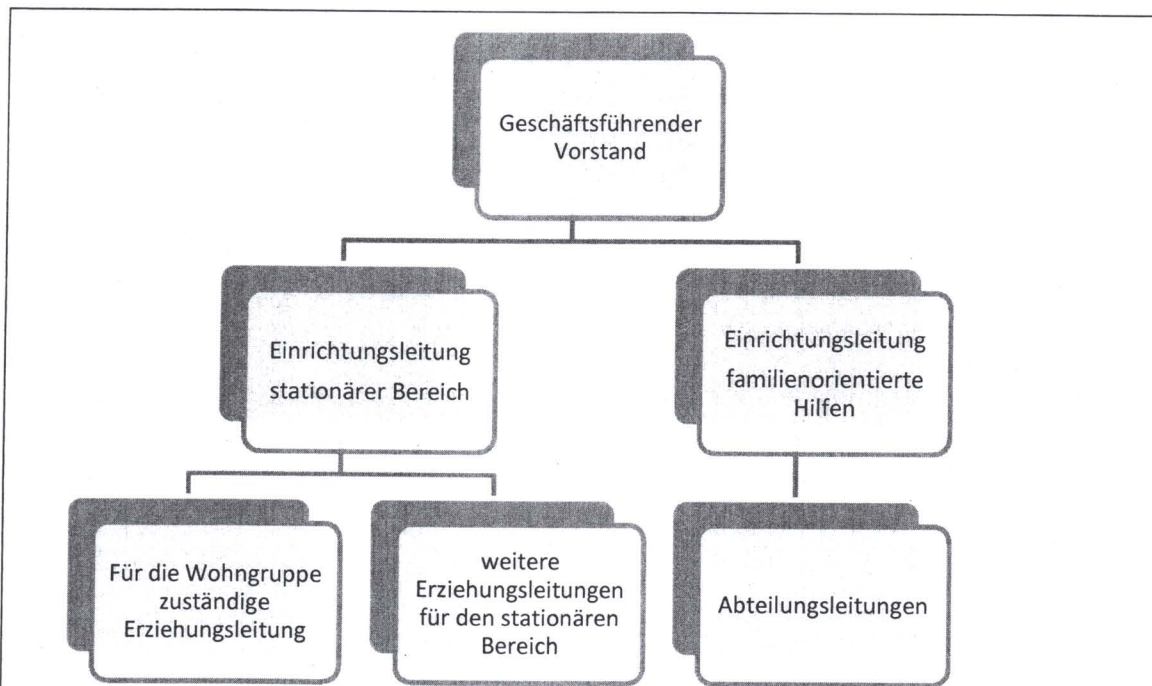 Geschäftsführender
Vorstand
Einrichtungsleitung
stationärer Bereich
Einrichtungsleitung
familienorientierte
Hilfen
Für die Wohngruppe
zuständige
Erziehungsleitung
weitere
Erziehungsleitungen
für den stationären
Bereich
Abteilungsleitungen